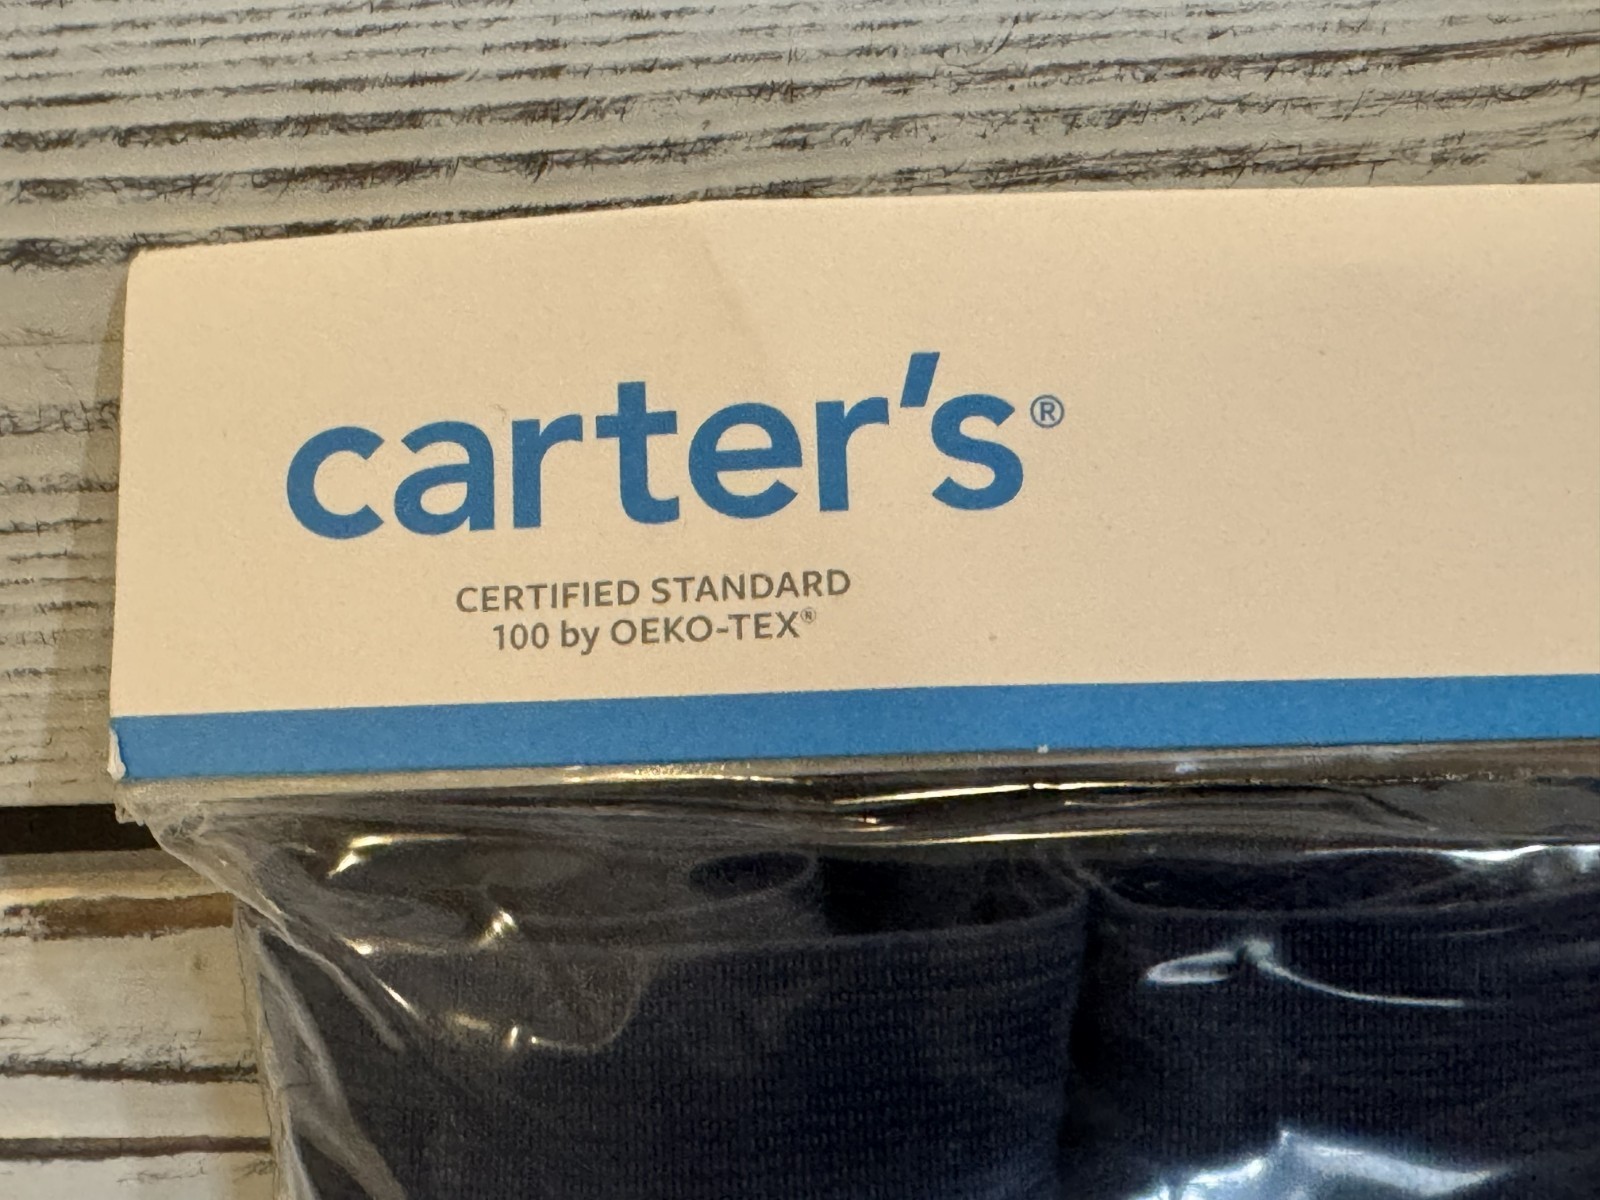 carter's®
CERTIFIED STANDARD
100 by OEKO-TEX®